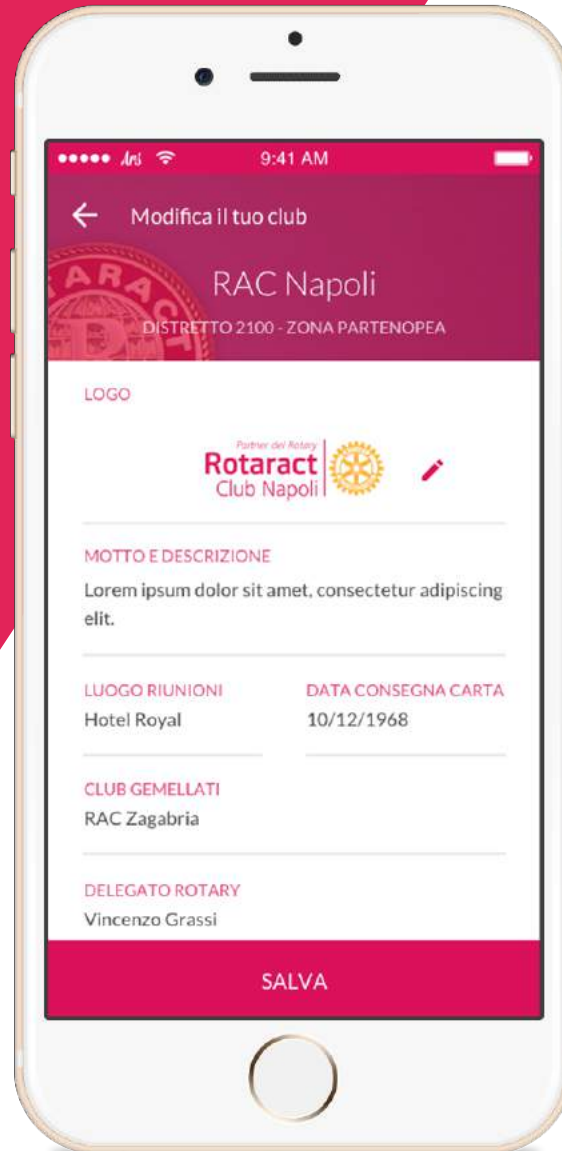 Ars 9:41 AM
Modifica il tuo club
RAC Napoli
DISTRETTO 2100 - ZONA PARTENOPEA
LOGO
Partner del Rotary
Rotaract
Club Napoli
MOTTO E DESCRIZIONE
Lorem ipsum dolor sit amet, consectetur adipiscing
elit.
LUOGO RIUNIONI DATA CONSEGNA CARTA
Hotel Royal 10/12/1968
CLUB GEMELLATI
RAC Zagabria
DELEGATO ROTARY
Vincenzo Grassi
SALVA